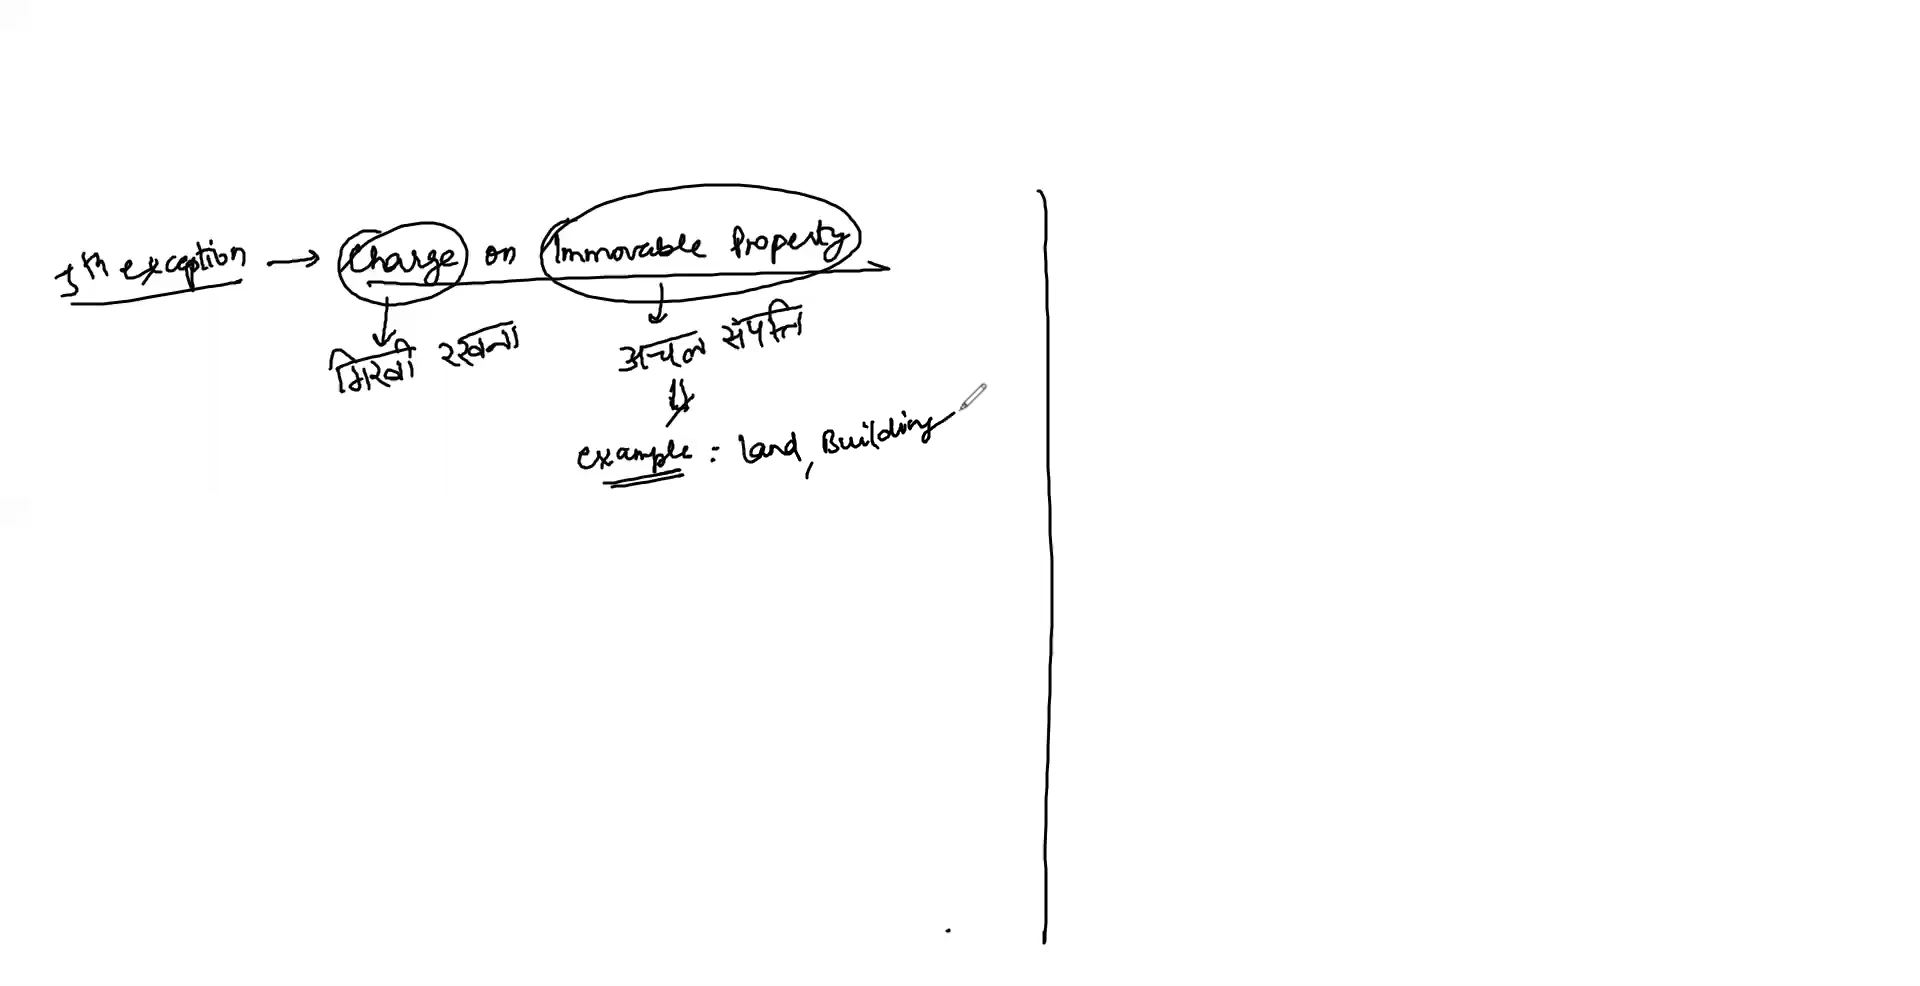 5th exception → Charge on Immovable Property
गिरवी रखना अचल संपत्ति
example : Land, Building